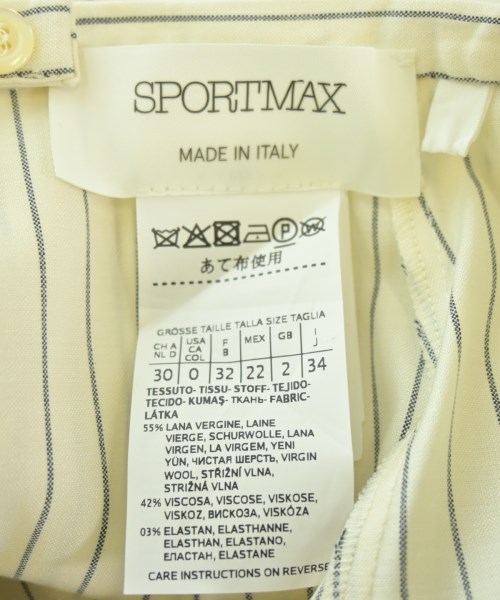 SPORTMAX
MADE IN ITALY
あて布使用
GRÖSSE TAILLE TALLA SIZE TAGLIA
CH A NL D USA CA COL F B MEX GB I J
30 0 32 22 2 34
TESSUTO- TISSU- STOFF- TEJIDO-
TECIDO- KUMAŞ- ТКАНЬ- FABRIC-
LÁTKA
55% LANA VERGINE, LAINE
VIERGE, SCHURWOLLE, LANA
VIRGEN, LA VIRGEM, YENI
YÜN, ЧИСТАЯ ШЕРСТЬ, VIRGIN
WOOL, STŘIŽNÍ VLNA,
STRIŽNÁ VLNA
42% VISCOSA, VISCOSE, VISKOSE,
VISKOZ, ВИСКОЗА, VISKÓZA
03% ELASTAN, ELASTHANNE,
ELASTHAN, ELASTANO,
ЕЛАСТАН, ELASTANE
CARE INSTRUCTIONS ON REVERSE